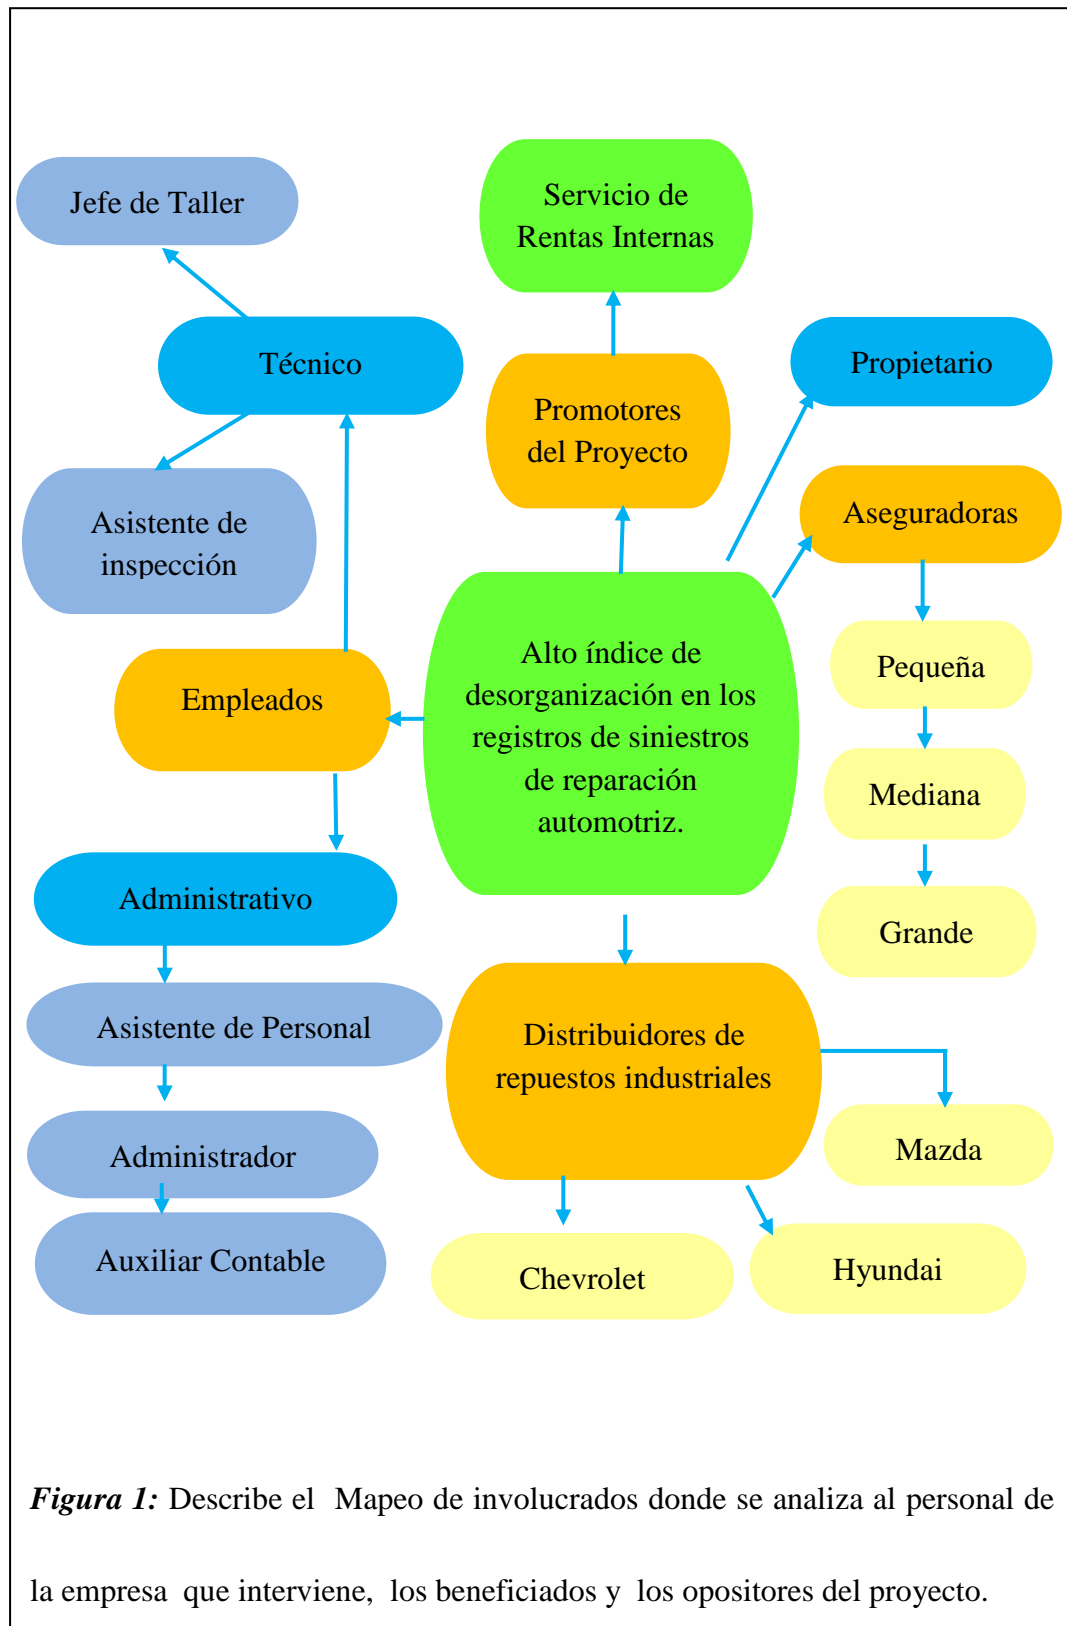 Jefe de Taller
Servicio de
Rentas Internas
Técnico
Propietario
Promotores
del Proyecto
Asistente de
inspección
Aseguradoras
Empleados
Alto índice de
desorganización en los
registros de siniestros
de reparación
automotriz.
Pequeña
Mediana
Grande
Administrativo
Asistente de Personal
Administrador
Auxiliar Contable
Distribuidores de
repuestos industriales
Mazda
Hyundai
Chevrolet
Figura 1: Describe el Mapeo de involucrados donde se analiza al personal de
la empresa que interviene, los beneficiados y los opositores del proyecto.